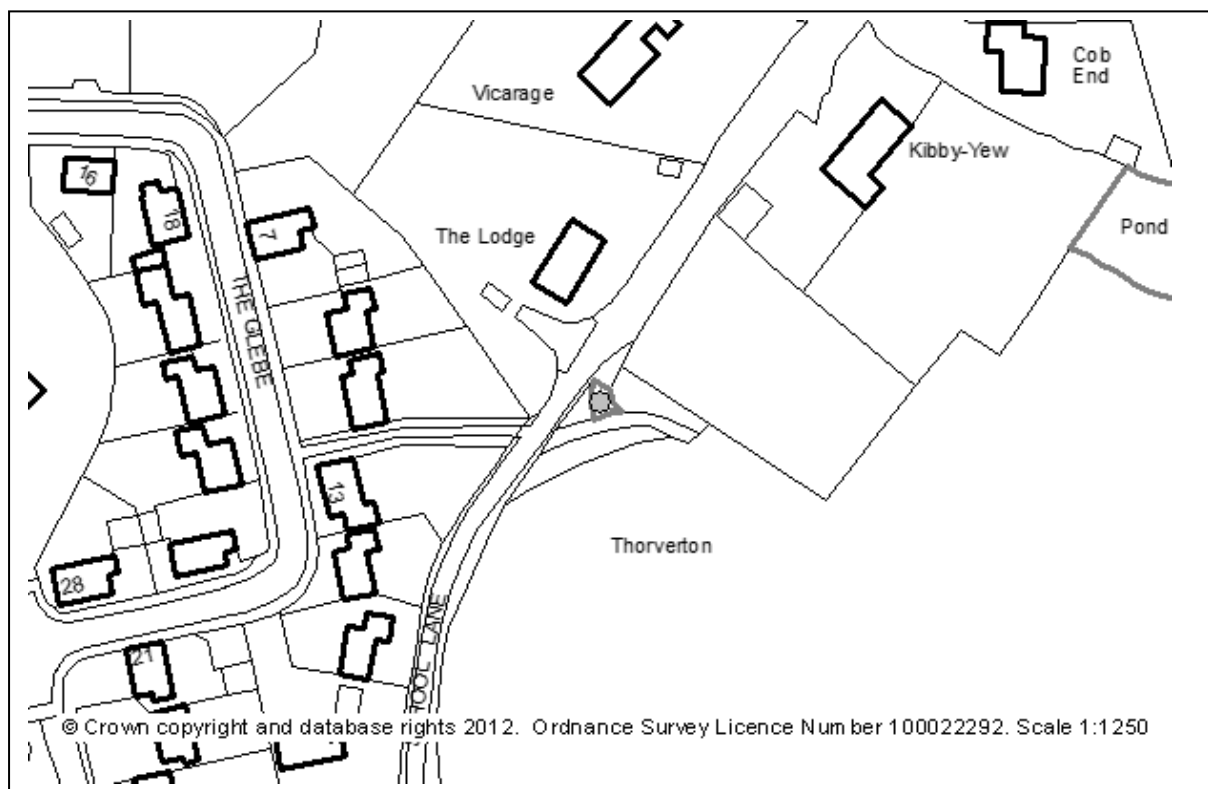 Cob
End
Vicarage
Kibby-Yew
16
18
7
Pond
The Lodge
THE GLEBE
13
Thorverton
28
21
LANE
© Crown copyright and database rights 2012. Ordnance Survey Licence Number 100022292. Scale 1:1250